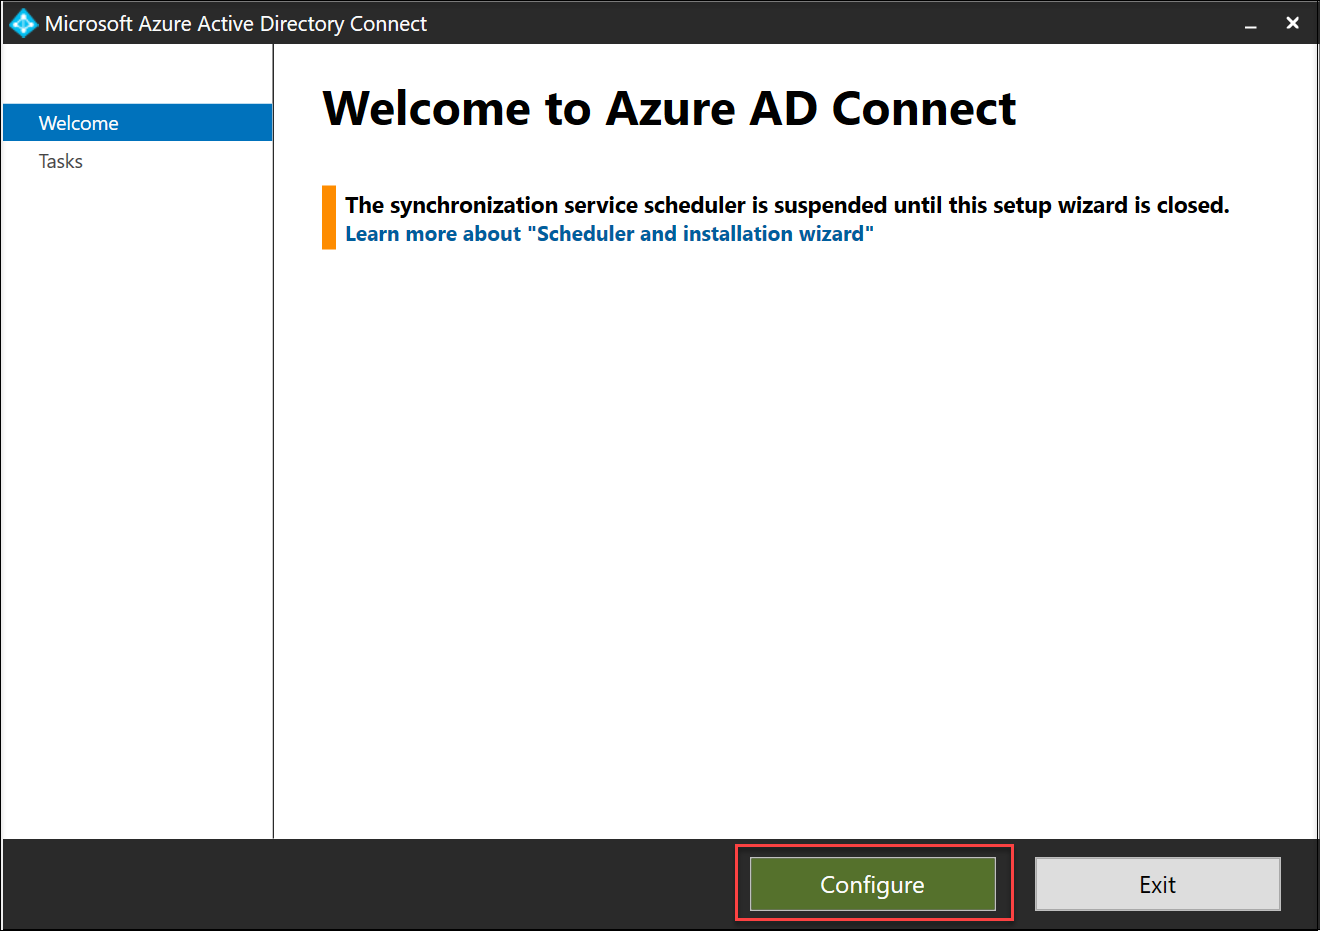 Microsoft Azure Active Directory Connect
Welcome
Tasks
Welcome to Azure AD Connect
The synchronization service scheduler is suspended until this setup wizard is closed.
Learn more about "Scheduler and installation wizard"
Configure
Exit